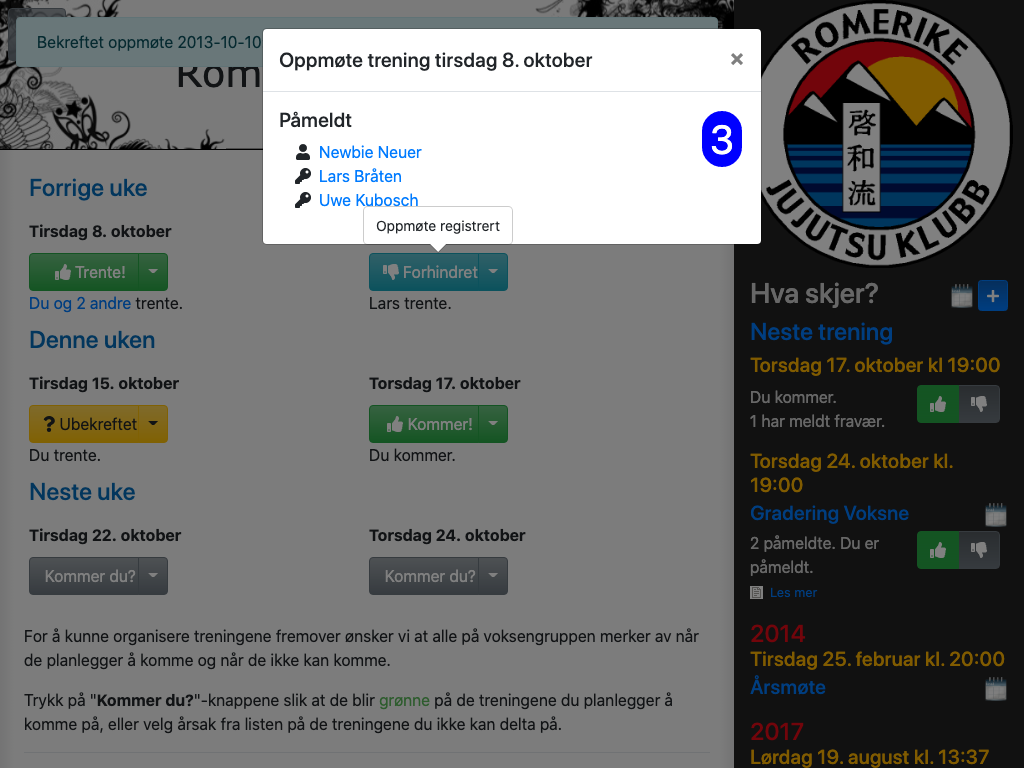 Bekreftet oppmøte 2013-10-10
Rom
Oppmøte trening tirsdag 8. oktober
×
Påmeldt
3
Newbie Neuer
Lars Bråten
Uwe Kubosch
Oppmøte registrert
Forrige uke
Tirsdag 8. oktober
Trente!
Forhindret
Du og 2 andre trente.
Lars trente.
Denne uken
Tirsdag 15. oktober
Torsdag 17. oktober
? Ubekreftet
Kommer!
Du trente.
Du kommer.
Neste uke
Tirsdag 22. oktober
Torsdag 24. oktober
Kommer du?
Kommer du?
For å kunne organisere treningene fremover ønsker vi at alle på voksengruppen merker av når
de planlegger å komme og når de ikke kan komme.
Trykk på "Kommer du?"-knappene slik at de blir grønne på de treningene du planlegger å
komme på, eller velg årsak fra listen på de treningene du ikke kan delta på.
ROMERIKE
啓和流
JUJUTSU KLUBB
Hva skjer?
+
Neste trening
Torsdag 17. oktober kl 19:00
Du kommer.
1 har meldt fravær.
Torsdag 24. oktober kl.
19:00
Gradering Voksne
2 påmeldte. Du er
påmeldt.
Les mer
2014
Tirsdag 25. februar kl. 20:00
Årsmøte
2017
Lørdag 19. august kl. 13:37